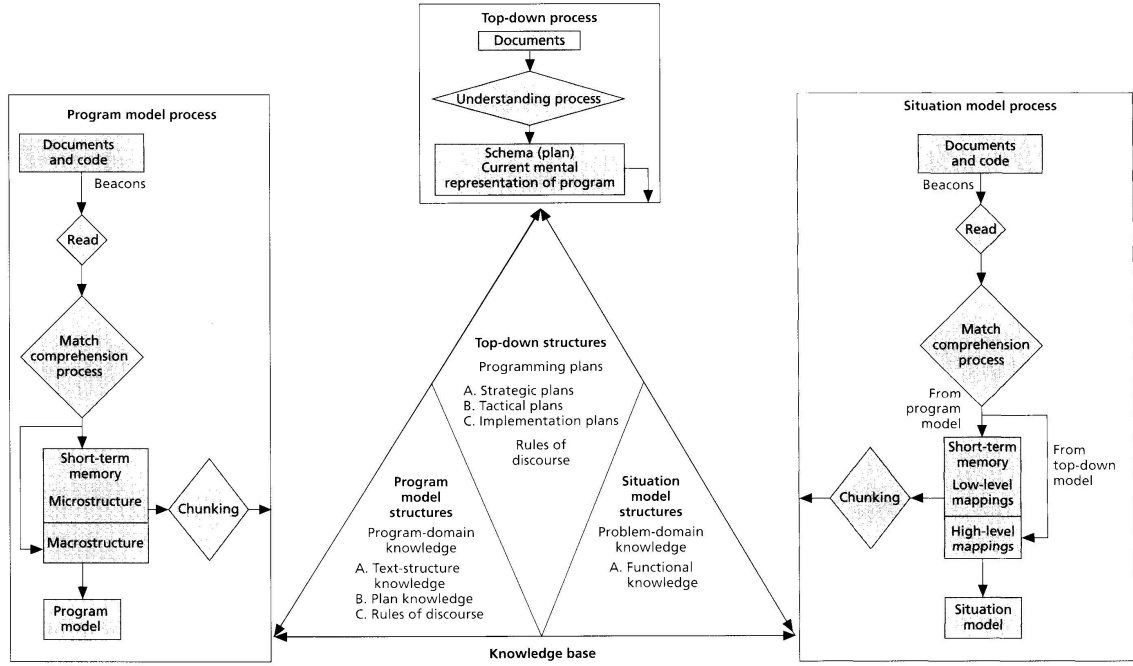 Top-down process
Documents
Understanding process
Schema (plan)
Current mental
representation of program
Program model process
Documents
and code
Beacons
Read
Match
comprehension
process
Short-term
memory
Microstructure
Macrostructure
Chunking
Program
model
Top-down structures
Programming plans
A. Strategic plans
B. Tactical plans
C. Implementation plans
Rules of
discourse
Program
model
structures
Program-domain
knowledge
A. Text-structure
knowledge
B. Plan knowledge
C. Rules of discourse
Situation
model
structures
Problem-domain
knowledge
A. Functional
knowledge
Knowledge base
Situation model process
Documents
and code
Beacons
Read
Match
comprehension
process
From
program
model
From
top-down
model
Short-term
memory
Low-level
mappings
High-level
mappings
Chunking
Situation
model